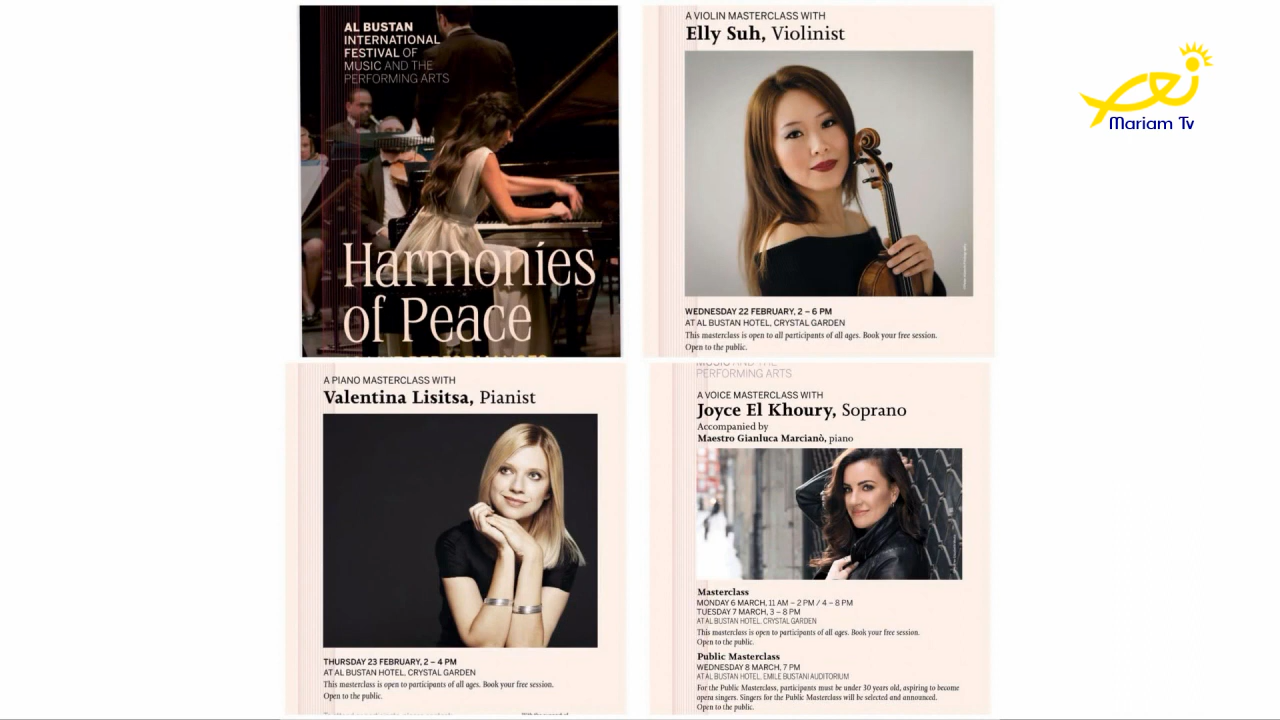 AL BUSTAN
INTERNATIONAL
FESTIVAL OF
MUSIC AND THE
PERFORMING ARTS
Harmonies
of Peace
A VIOLIN MASTERCLASS WITH
Elly Suh, Violinist
WEDNESDAY 22 FEBRUARY, 2 – 6 PM
AT AL BUSTAN HOTEL, CRYSTAL GARDEN
This masterclass is open to all participants of all ages. Book your free session.
Open to the public.
Mariam Tv
A PIANO MASTERCLASS WITH
Valentina Lisitsa, Pianist
THURSDAY 23 FEBRUARY, 2 – 4 PM
AT AL BUSTAN HOTEL, CRYSTAL GARDEN
This masterclass is open to participants of all ages. Book your free session.
Open to the public.
MUSIC AND THE
PERFORMING ARTS
A VOICE MASTERCLASS WITH
Joyce El Khoury, Soprano
Accompanied by
Maestro Gianluca Marcianò, piano
Masterclass
MONDAY 6 MARCH, 11 AM – 2 PM / 4 – 8 PM
TUESDAY 7 MARCH, 3 – 8 PM
AT AL BUSTAN HOTEL, CRYSTAL GARDEN
This masterclass is open to participants of all ages. Book your free session.
Open to the public.
Public Masterclass
WEDNESDAY 8 MARCH, 7 PM
AT AL BUSTAN HOTEL, EMILE BUSTANI AUDITORIUM
For the Public Masterclass, participants must be under 30 years old, aspiring to become
opera singers. Singers for the Public Masterclass will be selected and announced.
Open to the public.